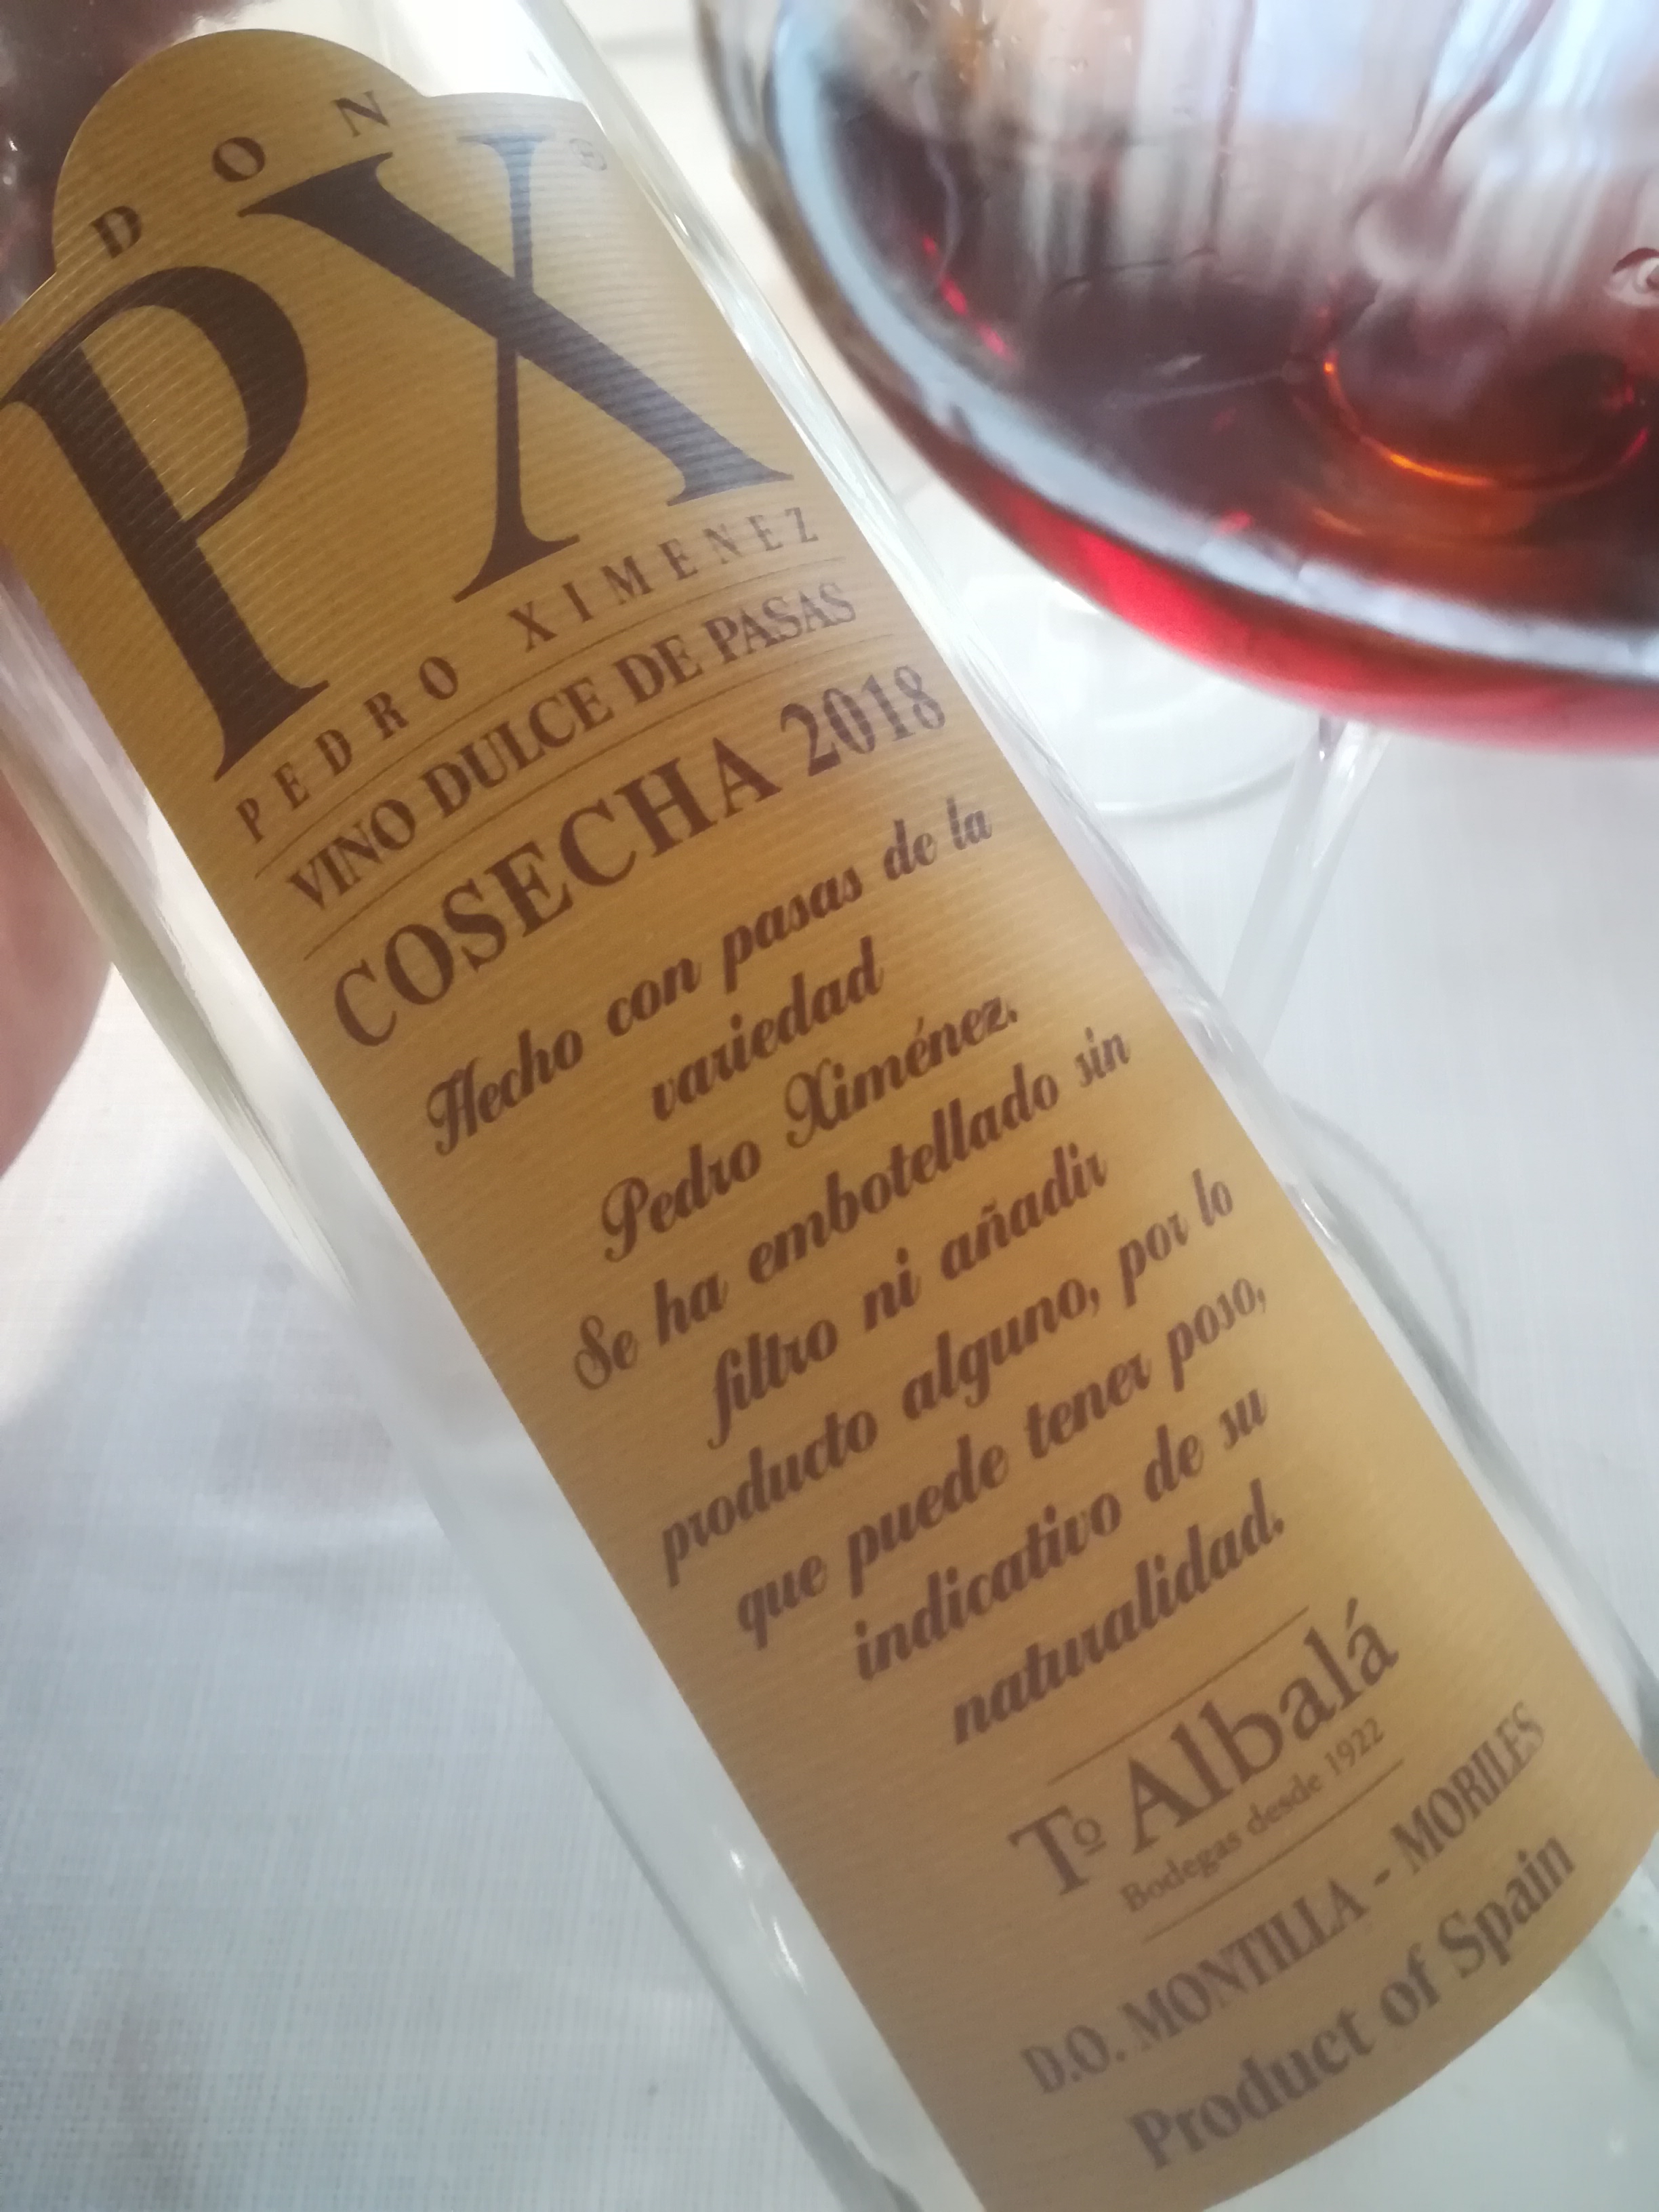 DON
PX®
PEDRO XIMENEZ
VINO DULCE DE PASAS
COSECHA 2018
Hecho con pasas de la
variedad
Pedro Ximénez.
Se ha embotellado sin
filtro ni añadir
producto alguno, por lo
que puede tener poso,
indicativo de su
naturalidad.
Tº Albalá
Bodegas desde 1922
D.O. MONTILLA - MORILES
Product of Spain